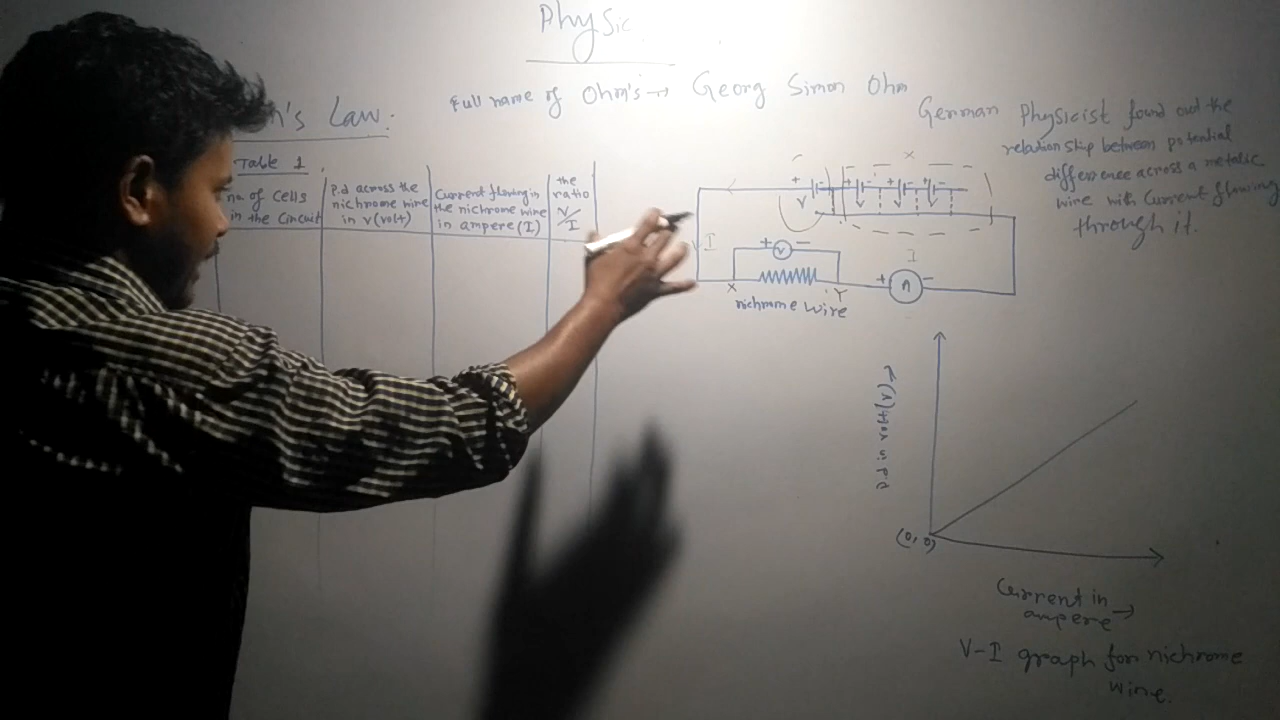 Physic
Full name of Ohm's → Georg Simon Ohm
m's Law:
German Physicist found out the
relationship between potential
difference across a metalic
wire with Current flowing
through it.
Table 1
no. of Cells
in the Circuit
P.d across the
nichrome wire
in v(volt)
Current flowing in
the nichrome wire
in ampere (I)
the
ratio
V/I
+ - + - + - + -
V
X
I
+ V -
X Y
nichrome wire
I
+ A -
P.d in volt (V) →
(0, 0)
Current in
ampere →
V-I graph for nichrome
wire.